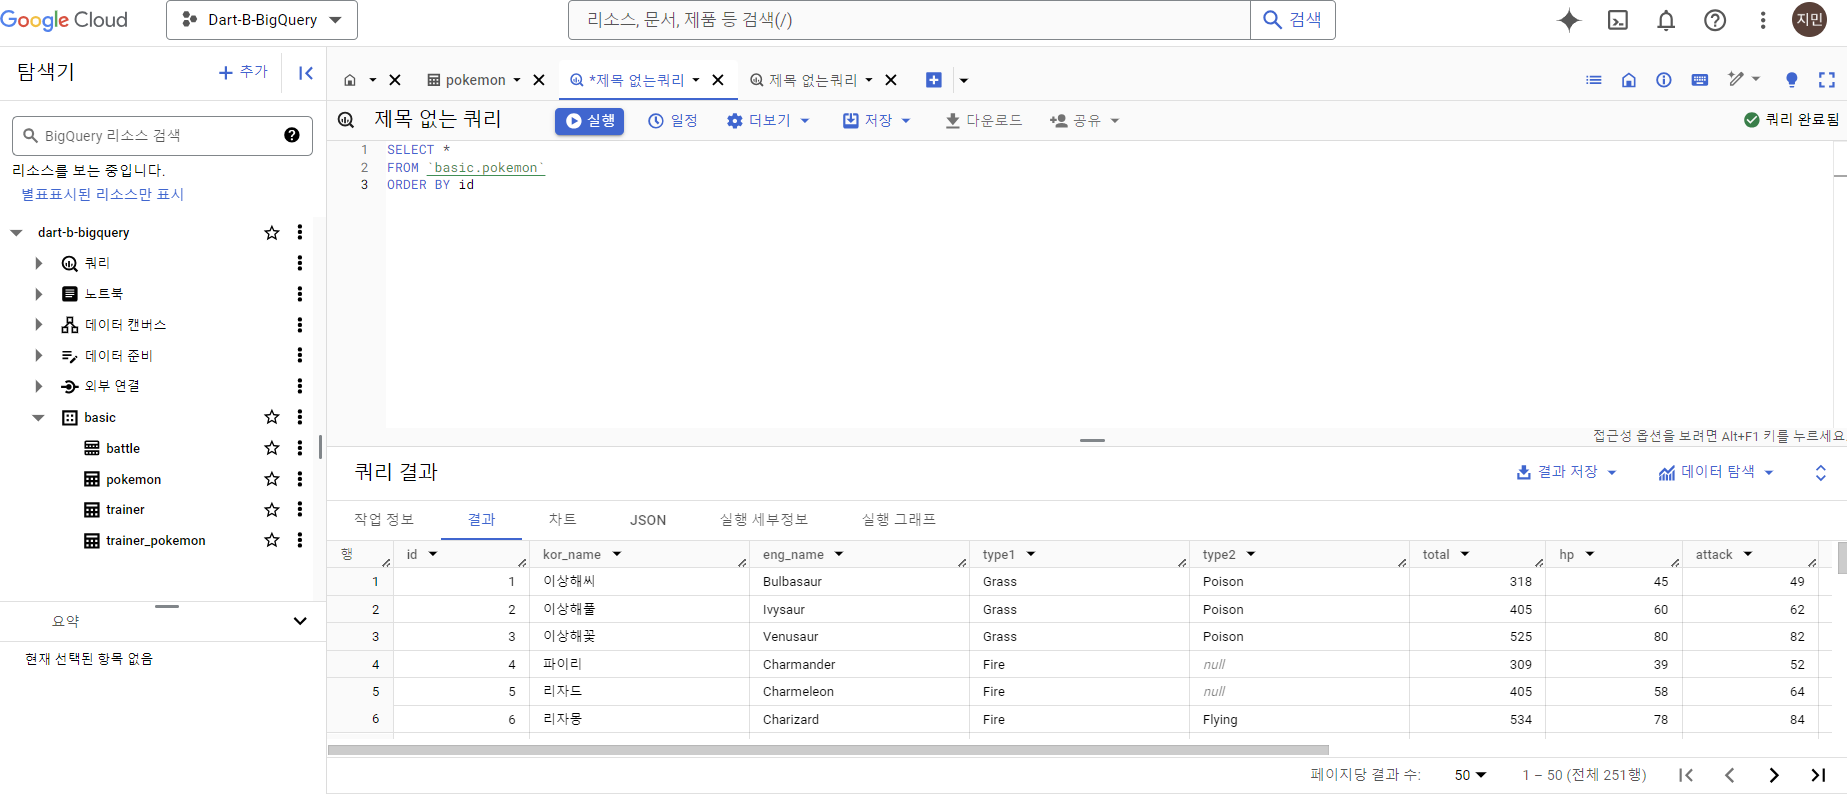 Google Cloud
Dart-B-BigQuery
리소스, 문서, 제품 등 검색(/)
검색
지민
탐색기
추가
BigQuery 리소스 검색
리소스를 보는 중입니다.
별표표시된 리소스만 표시
dart-b-bigquery
쿼리
노트북
데이터 캔버스
데이터 준비
외부 연결
basic
battle
pokemon
trainer
trainer_pokemon
요약
현재 선택된 항목 없음
pokemon
*제목 없는쿼리
제목 없는쿼리
제목 없는 쿼리
실행
일정
더보기
저장
다운로드
공유
쿼리 완료됨
1 SELECT *
2 FROM `basic.pokemon`
3 ORDER BY id
접근성 옵션을 보려면 Alt+F1 키를 누르세요
쿼리 결과
결과 저장
데이터 탐색
작업 정보 결과 차트 JSON 실행 세부정보 실행 그래프
행 id kor_name eng_name type1 type2 total hp attack
1 1 이상해씨 Bulbasaur Grass Poison 318 45 49
2 2 이상해풀 Ivysaur Grass Poison 405 60 62
3 3 이상해꽃 Venusaur Grass Poison 525 80 82
4 4 파이리 Charmander Fire null 309 39 52
5 5 리자드 Charmeleon Fire null 405 58 64
6 6 리자몽 Charizard Fire Flying 534 78 84
페이지당 결과 수: 50 1 – 50 (전체 251행)